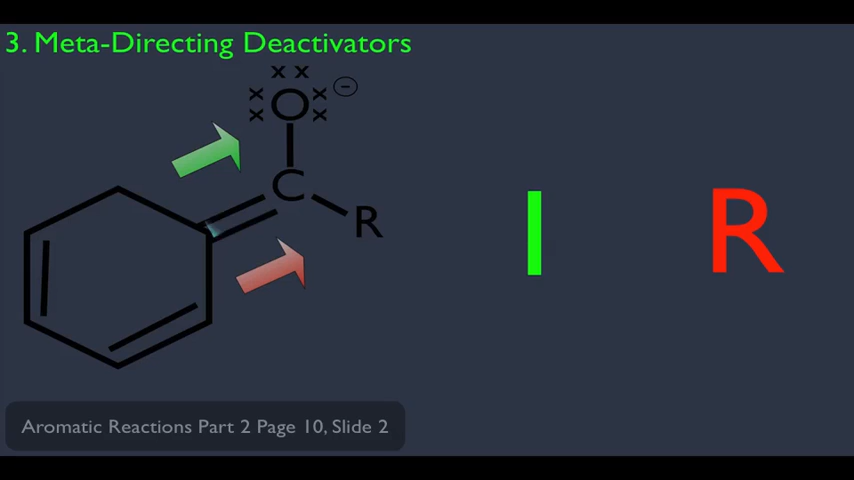 3. Meta-Directing Deactivators
x x
x O x −
x x
C
R
I R
Aromatic Reactions Part 2 Page 10, Slide 2